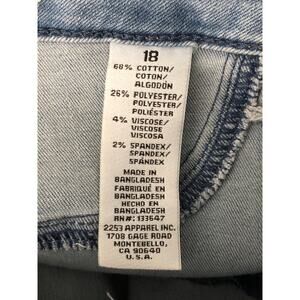 18
68% COTTON/
COTON/
ALGODÓN
26% POLYESTER/
POLYESTER/
POLIÉSTER
4% VISCOSE/
VISCOSE
VISCOSA
2% SPANDEX/
SPANDEX/
SPÁNDEX
MADE IN
BANGLADESH
FABRIQUÉ EN
BANGLADESH
HECHO EN
BANGLADESH
RN#: 133647
2253 APPAREL INC.
1708 GAGE ROAD
MONTEBELLO,
CA 90640
U.S.A.